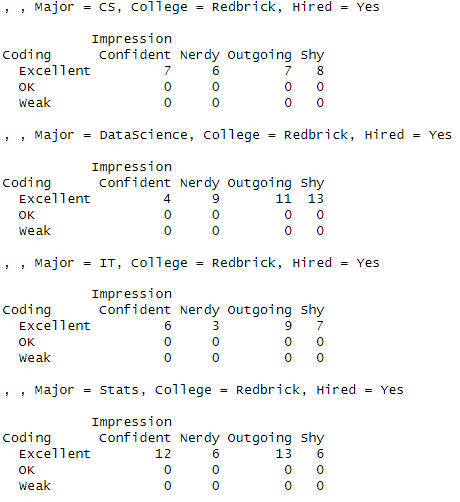 , , Major = CS, College = Redbrick, Hired = Yes
Impression
Coding Confident Nerdy Outgoing Shy
Excellent 7 6 7 8
OK 0 0 0 0
Weak 0 0 0 0
, , Major = DataScience, College = Redbrick, Hired = Yes
Impression
Coding Confident Nerdy Outgoing Shy
Excellent 4 9 11 13
OK 0 0 0 0
Weak 0 0 0 0
, , Major = IT, College = Redbrick, Hired = Yes
Impression
Coding Confident Nerdy Outgoing Shy
Excellent 6 3 9 7
OK 0 0 0 0
Weak 0 0 0 0
, , Major = Stats, College = Redbrick, Hired = Yes
Impression
Coding Confident Nerdy Outgoing Shy
Excellent 12 6 13 6
OK 0 0 0 0
Weak 0 0 0 0